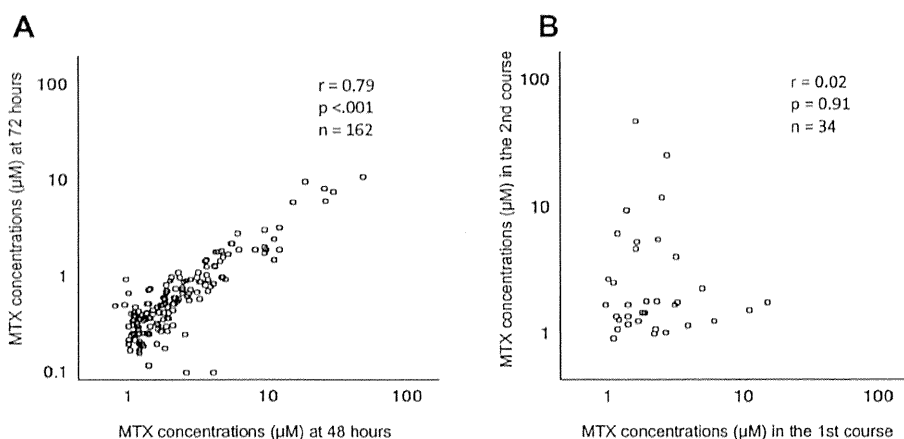 A
MTX concentrations (µM) at 72 hours
100
10
1
0.1
r = 0.79
p <.001
n = 162
1
10
100
MTX concentrations (µM) at 48 hours
B
MTX concentrations (µM) in the 2nd course
100
10
1
r = 0.02
p = 0.91
n = 34
1
10
100
MTX concentrations (µM) in the 1st course